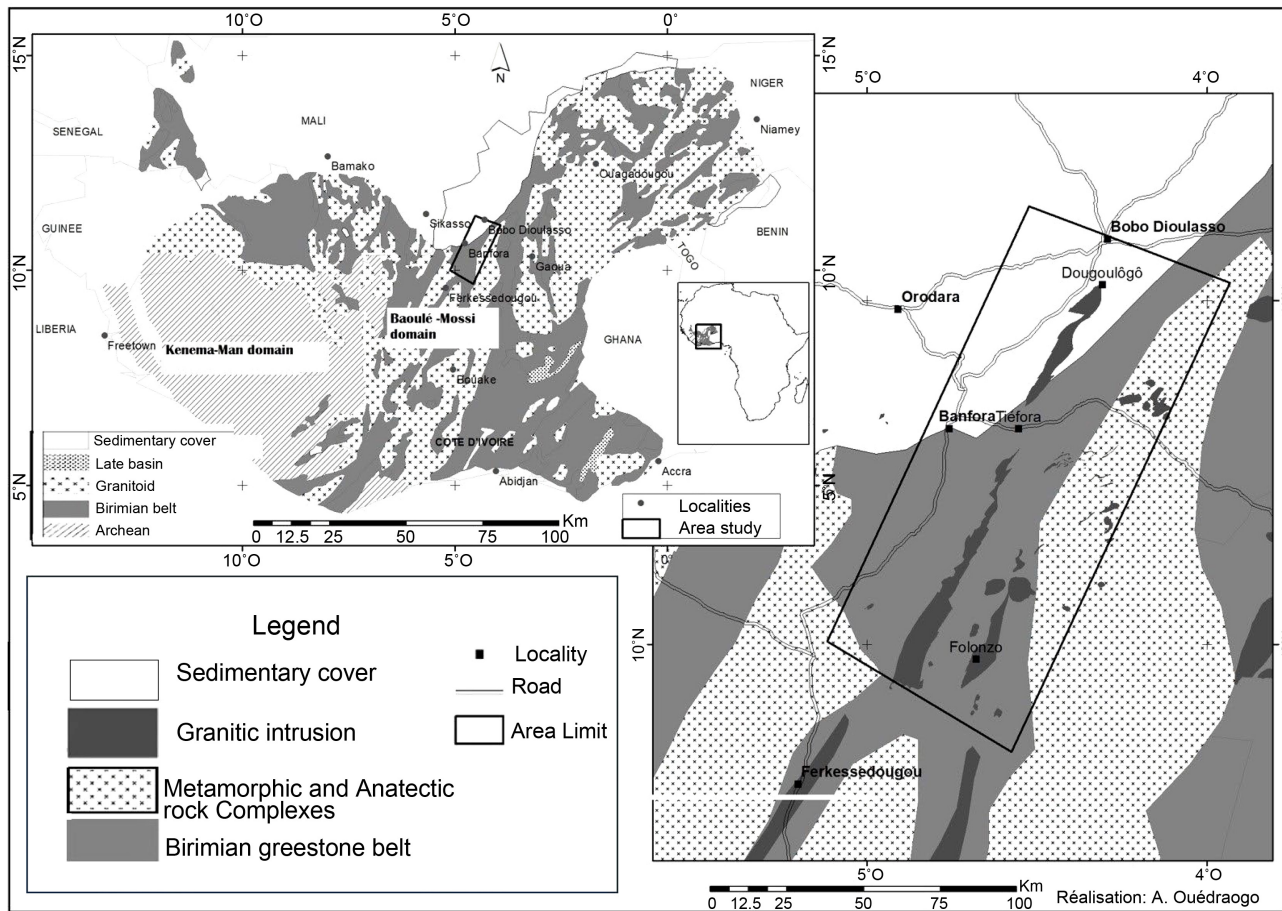 10°O
5°O
0°
15°N
15°N
NIGER
SENEGAL
MALI
N
Niamey
Bamako
Ouagadougou
GUINEE
Sikasso
Bobo Dioulasso
BENIN
Banfora
TOGO
10°N
10°N
Gaoua
Ferkessedougou
Baoulé -Mossi
domain
LIBERIA
GHANA
Freetown
Kenema-Man domain
Bouake
COTE D'IVOIRE
Accra
Abidjan
5°N
5°N
Sedimentary cover
Late basin
Granitoid
Birimian belt
Archean
Km
0 12.5 25 50 75 100
Localities
Area study
10°O
5°O
0°
Legend
Sedimentary cover
Granitic intrusion
Metamorphic and Anatectic
rock Complexes
Birimian greestone belt
Locality
Road
Area Limit
5°O
4°O
Bobo Dioulasso
Dougoulôgô
Orodara
Banfora
Tiéfora
10°N
Folonzo
Ferkessedougou
5°O
4°O
Km
0 12.5 25 50 75 100
Réalisation: A. Ouédraogo